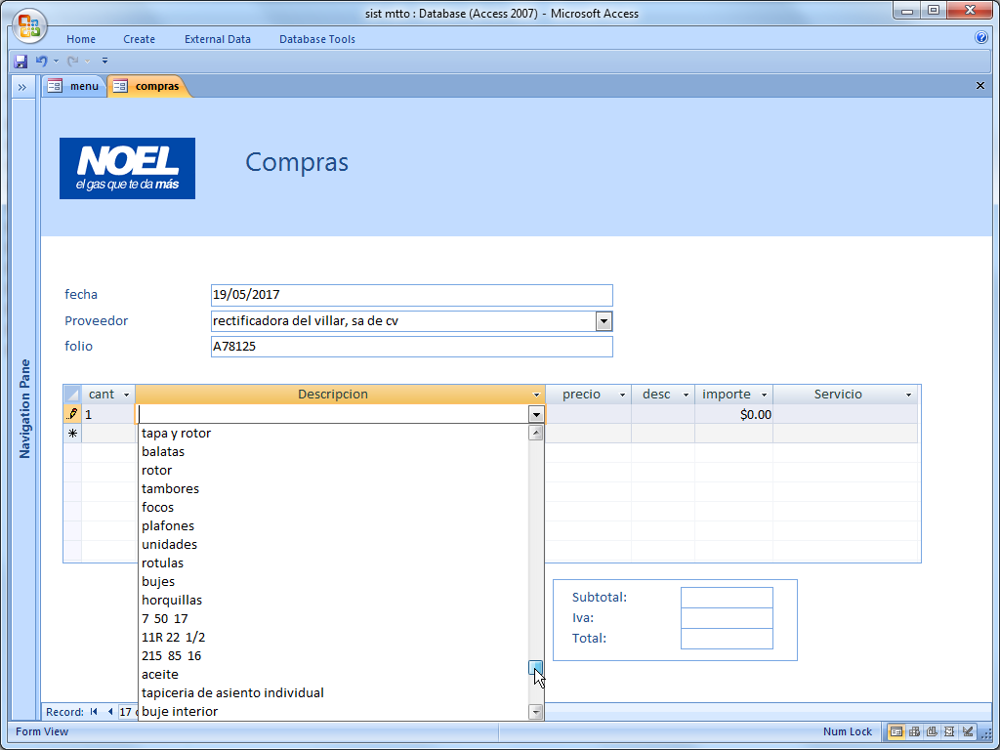 sist mtto : Database (Access 2007) - Microsoft Access
Home Create External Data Database Tools
menu compras
NOEL
el gas que te da más
Compras
fecha 19/05/2017
Proveedor rectificadora del villar, sa de cv
folio A78125
Navigation Pane
cant Descripcion precio desc importe Servicio
1 $0.00
tapa y rotor
balatas
rotor
tambores
focos
plafones
unidades
rotulas
bujes
horquillas
7 50 17
11R 22 1/2
215 85 16
aceite
tapiceria de asiento individual
buje interior
Subtotal:
Iva:
Total:
Record: 17
Form View Num Lock